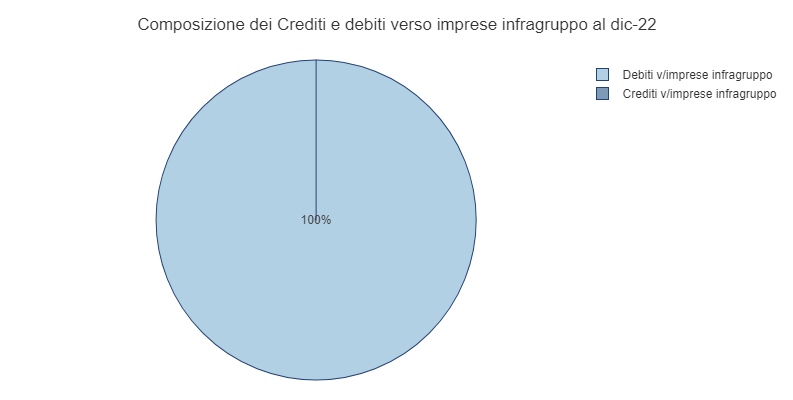 Composizione dei Crediti e debiti verso imprese infragruppo al dic-22
Debiti v/imprese infragruppo
Crediti v/imprese infragruppo
100%